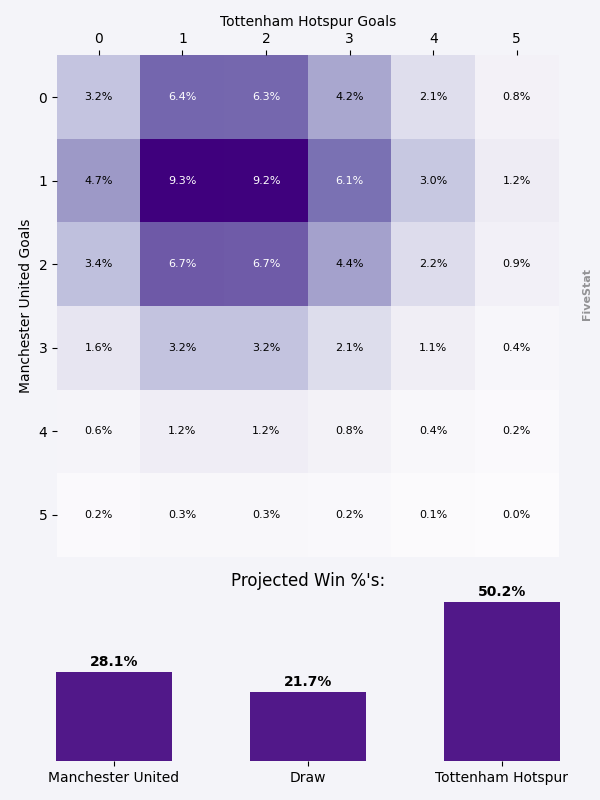 Tottenham Hotspur Goals
0 1 2 3 4 5
0 3.2% 6.4% 6.3% 4.2% 2.1% 0.8%
1 4.7% 9.3% 9.2% 6.1% 3.0% 1.2%
2 3.4% 6.7% 6.7% 4.4% 2.2% 0.9%
3 1.6% 3.2% 3.2% 2.1% 1.1% 0.4%
4 0.6% 1.2% 1.2% 0.8% 0.4% 0.2%
5 0.2% 0.3% 0.3% 0.2% 0.1% 0.0%
Manchester United Goals
FiveStat
Projected Win %'s:
28.1% 21.7% 50.2%
Manchester United Draw Tottenham Hotspur